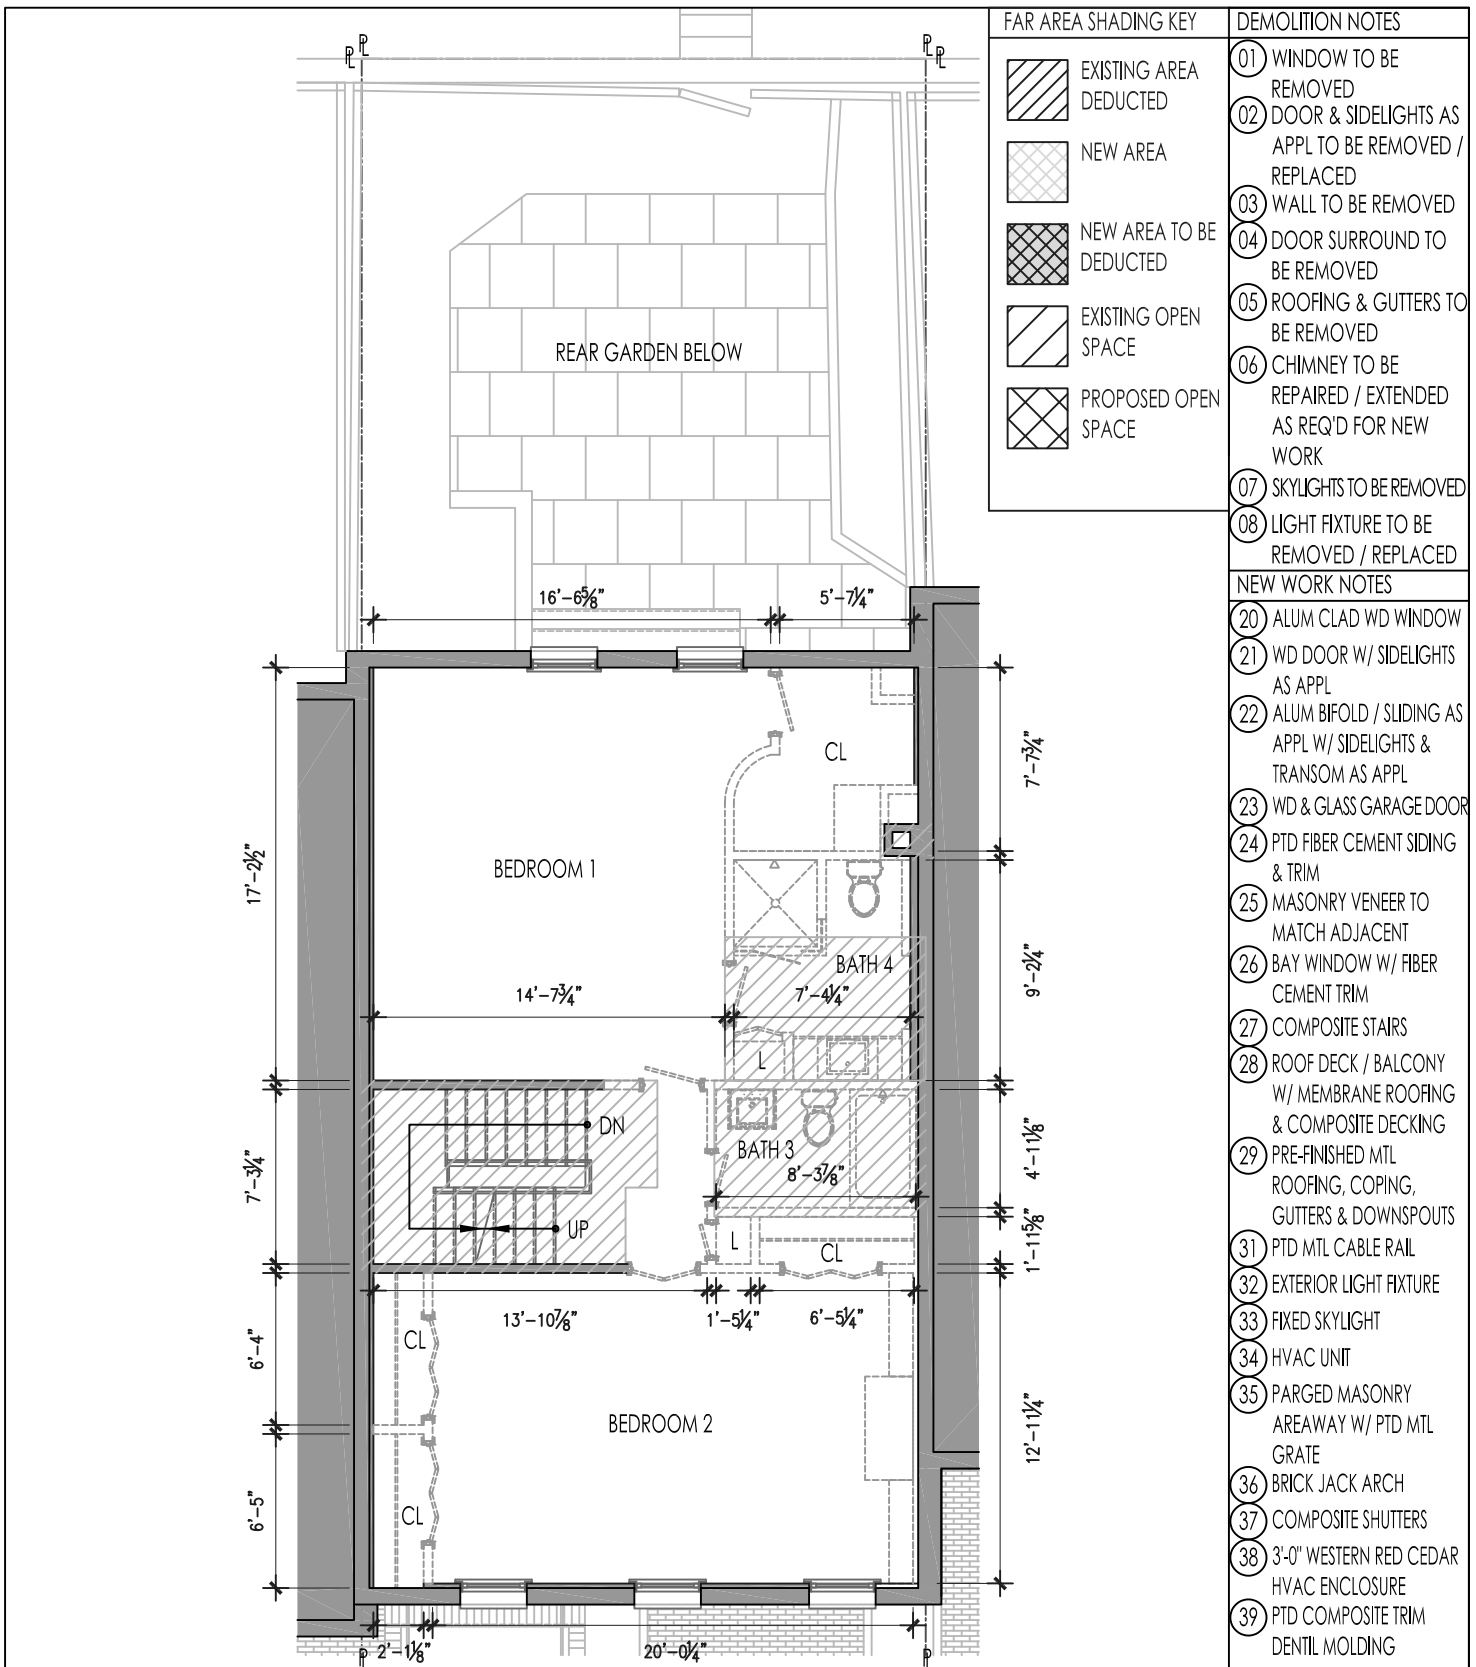 FAR AREA SHADING KEY
EXISTING AREA
DEDUCTED
NEW AREA
NEW AREA TO BE
DEDUCTED
EXISTING OPEN
SPACE
PROPOSED OPEN
SPACE
DEMOLITION NOTES
01 WINDOW TO BE
REMOVED
02 DOOR & SIDELIGHTS AS
APPL TO BE REMOVED /
REPLACED
03 WALL TO BE REMOVED
04 DOOR SURROUND TO
BE REMOVED
05 ROOFING & GUTTERS TO
BE REMOVED
06 CHIMNEY TO BE
REPAIRED / EXTENDED
AS REQ'D FOR NEW
WORK
07 SKYLIGHTS TO BE REMOVED
08 LIGHT FIXTURE TO BE
REMOVED / REPLACED
NEW WORK NOTES
20 ALUM CLAD WD WINDOW
21 WD DOOR W/ SIDELIGHTS
AS APPL
22 ALUM BIFOLD / SLIDING AS
APPL W/ SIDELIGHTS &
TRANSOM AS APPL
23 WD & GLASS GARAGE DOOR
24 PTD FIBER CEMENT SIDING
& TRIM
25 MASONRY VENEER TO
MATCH ADJACENT
26 BAY WINDOW W/ FIBER
CEMENT TRIM
27 COMPOSITE STAIRS
28 ROOF DECK / BALCONY
W/ MEMBRANE ROOFING
& COMPOSITE DECKING
29 PRE-FINISHED MTL
ROOFING, COPING,
GUTTERS & DOWNSPOUTS
31 PTD MTL CABLE RAIL
32 EXTERIOR LIGHT FIXTURE
33 FIXED SKYLIGHT
34 HVAC UNIT
35 PARGED MASONRY
AREAWAY W/ PTD MTL
GRATE
36 BRICK JACK ARCH
37 COMPOSITE SHUTTERS
38 3'-0" WESTERN RED CEDAR
HVAC ENCLOSURE
39 PTD COMPOSITE TRIM
DENTIL MOLDING
PL
PL
PL
PL
REAR GARDEN BELOW
16'-6⅝"
5'-7¼"
CL
7'-7¾"
17'-2½"
BEDROOM 1
BATH 4
9'-2¼"
14'-7¾"
7'-4¼"
L
DN
BATH 3
8'-3⅞"
4'-11⅛"
7'-3¼"
UP
L
CL
1'-11⅝"
13'-10⅞"
1'-5¼"
6'-5¼"
6'-4"
CL
BEDROOM 2
12'-11¼"
6'-5"
CL
2'-1⅛"
20'-0¼"